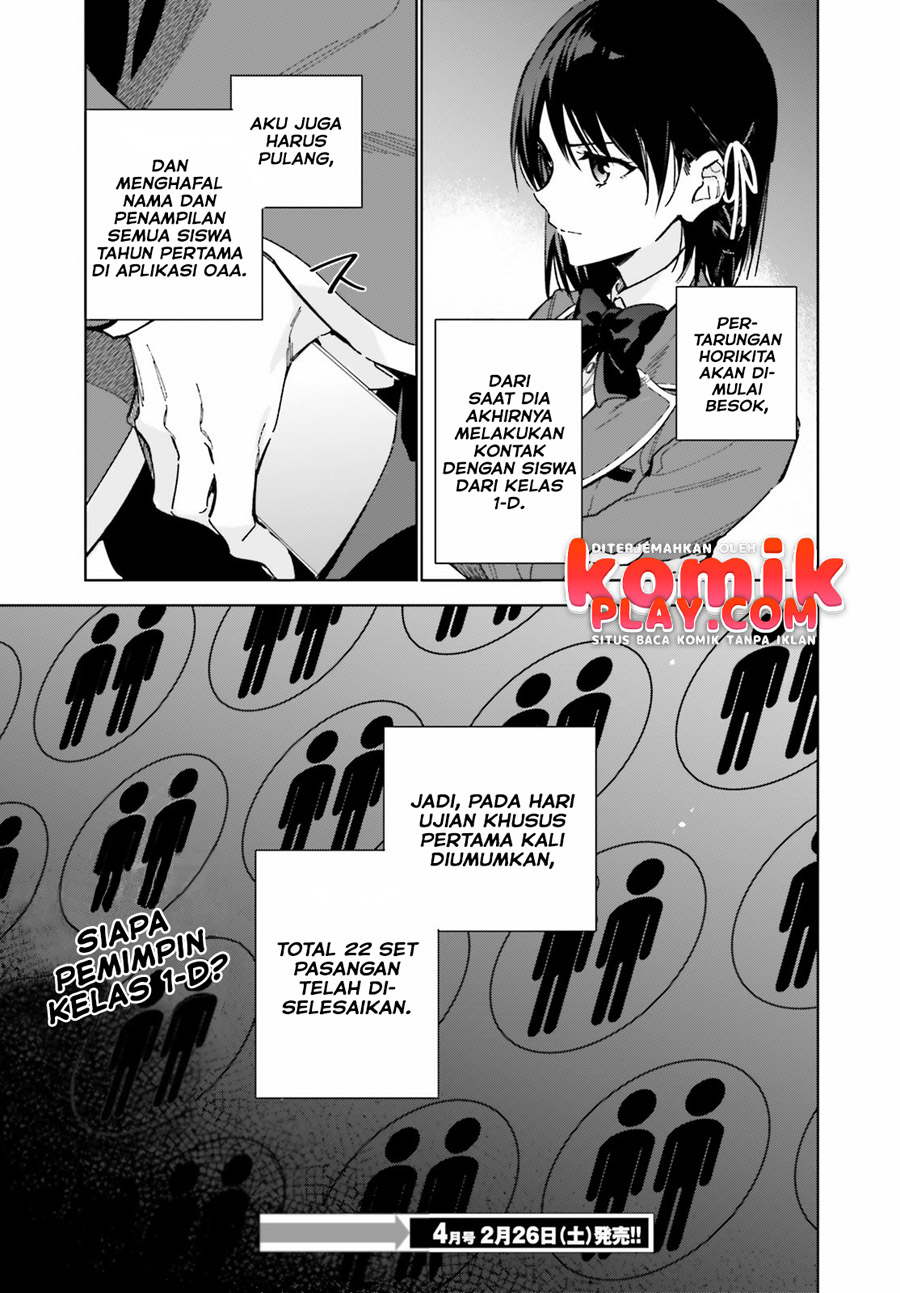 PER-
TARUNGAN
HORIKITA
AKAN DI-
MULAI
BESOK,
DARI
SAAT DIA
AKHIRNYA
MELAKUKAN
KONTAK
DENGAN SISWA
DARI KELAS
1-D.
AKU JUGA
HARUS
PULANG,
DAN
MENGHAFAL
NAMA DAN
PENAMPILAN
SEMUA SISWA
TAHUN PERTAMA
DI APLIKASI OAA.
ス
DITERJEMAHKAN OLEH
komik
PLAY.COM
SITUS BACA KOMIK TANPA IKLAN
JADI, PADA HARI
UJIAN KHUSUS
PERTAMA KALI
DIUMUMKAN,
TOTAL 22 SET
PASANGAN
TELAH DI-
SELESAIKAN.
SIAPA
PEMIMPIN
KELAS 1-D?
4月号 2月26日(土)発売!!